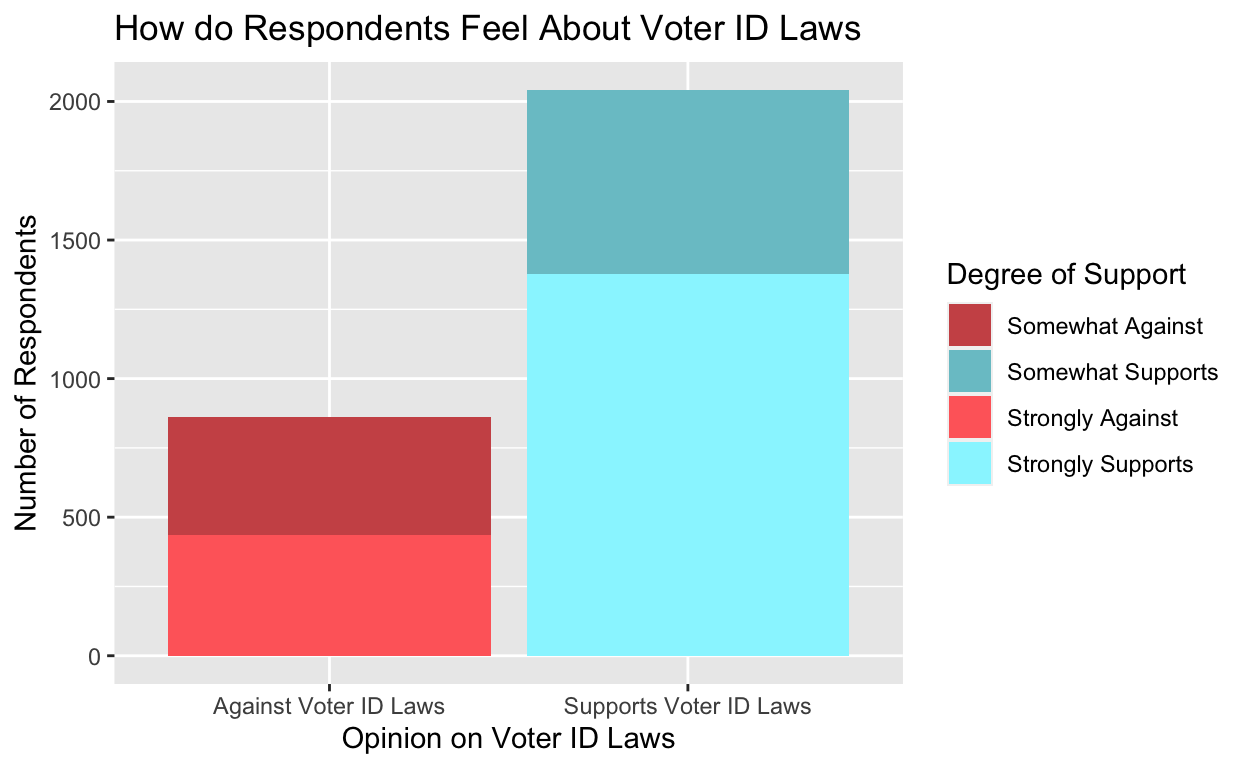 How do Respondents Feel About Voter ID Laws
Number of Respondents
2000
1500
1000
500
0
Against Voter ID Laws
Supports Voter ID Laws
Opinion on Voter ID Laws
Degree of Support
Somewhat Against
Somewhat Supports
Strongly Against
Strongly Supports